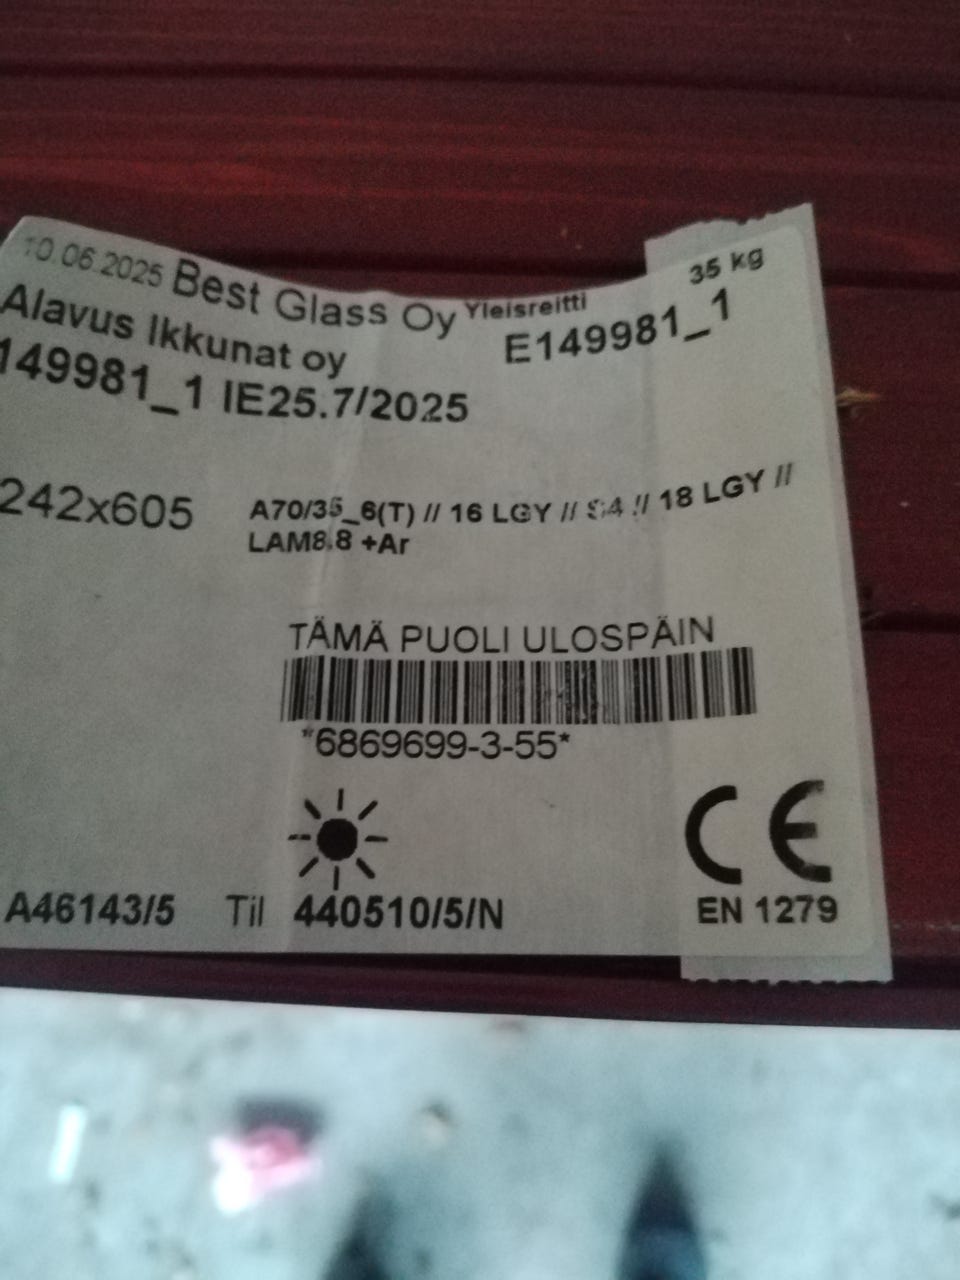 10.06.2025 Best Glass Oy Yleisreitti 35 kg
Alavus Ikkunat oy E149981_1
149981_1 IE25.7/2025
242x605 A70/35_6(T) // 16 LGY // S4 // 18 LGY //
LAM8.8 +Ar
TÄMÄ PUOLI ULOSPÄIN
*6869699-3-55*
CE
A46143/5 Til 440510/5/N EN 1279